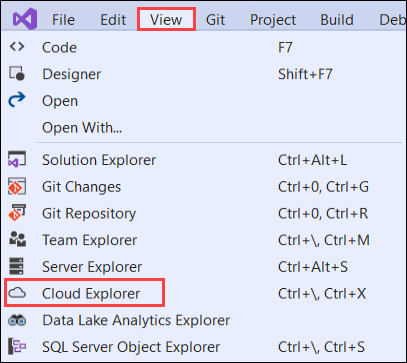 File Edit View Git Project Build Deb
Code F7
Designer Shift+F7
Open
Open With...
Solution Explorer Ctrl+Alt+L
Git Changes Ctrl+0, Ctrl+G
Git Repository Ctrl+0, Ctrl+R
Team Explorer Ctrl+\, Ctrl+M
Server Explorer Ctrl+Alt+S
Cloud Explorer Ctrl+\, Ctrl+X
Data Lake Analytics Explorer
SQL Server Object Explorer Ctrl+\, Ctrl+S